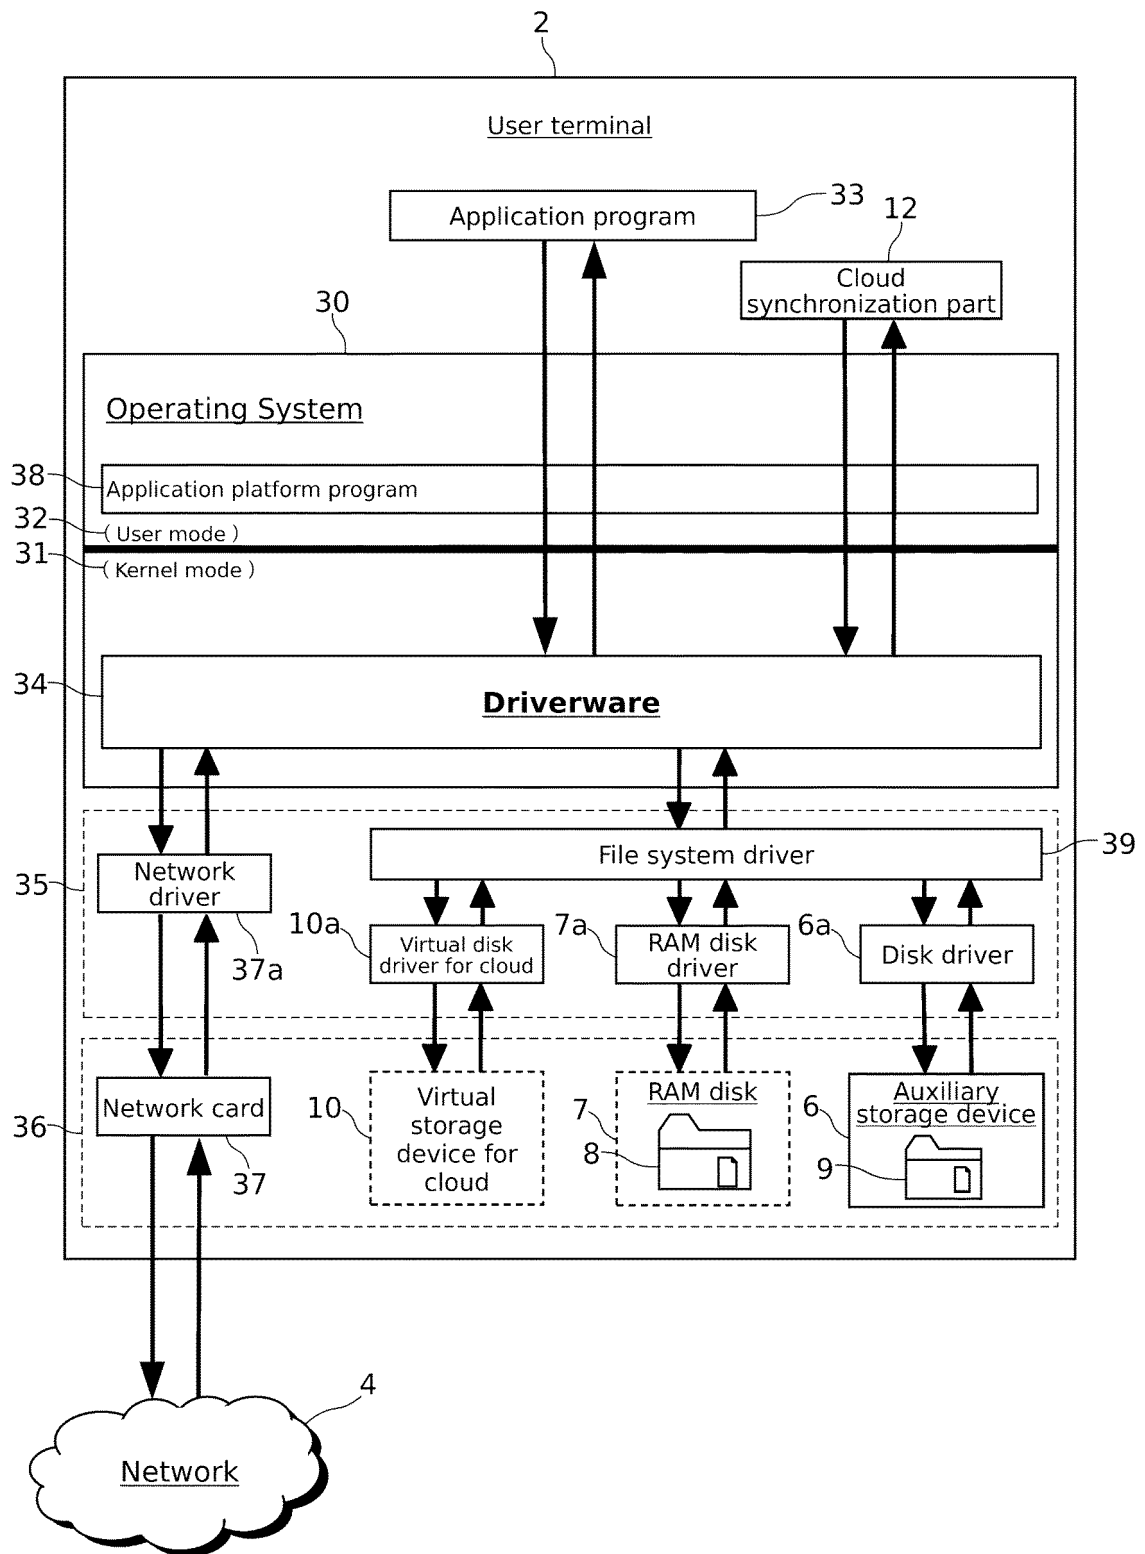 2
User terminal
Application program
33
12
Cloud
synchronization part
30
Operating System
38
Application platform program
32
(User mode)
31
(Kernel mode)
34
Driverware
File system driver
39
35
Network
driver
37a
10a
Virtual disk
driver for cloud
7a
RAM disk
driver
6a
Disk driver
36
Network card
37
10
Virtual
storage
device for
cloud
7
RAM disk
8
6
Auxiliary
storage device
9
4
Network